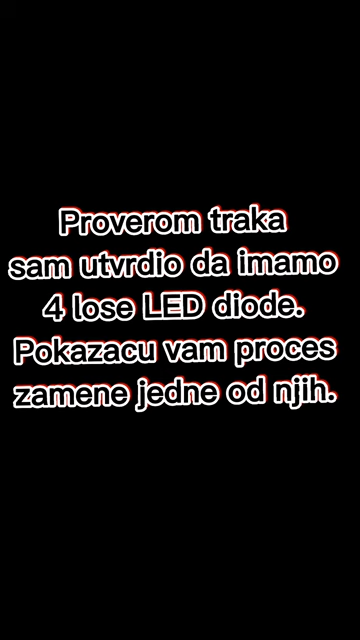 Proverom traka
sam utvrdio da imamo
4 lose LED diode.
Pokazacu vam proces
zamene jedne od njih.